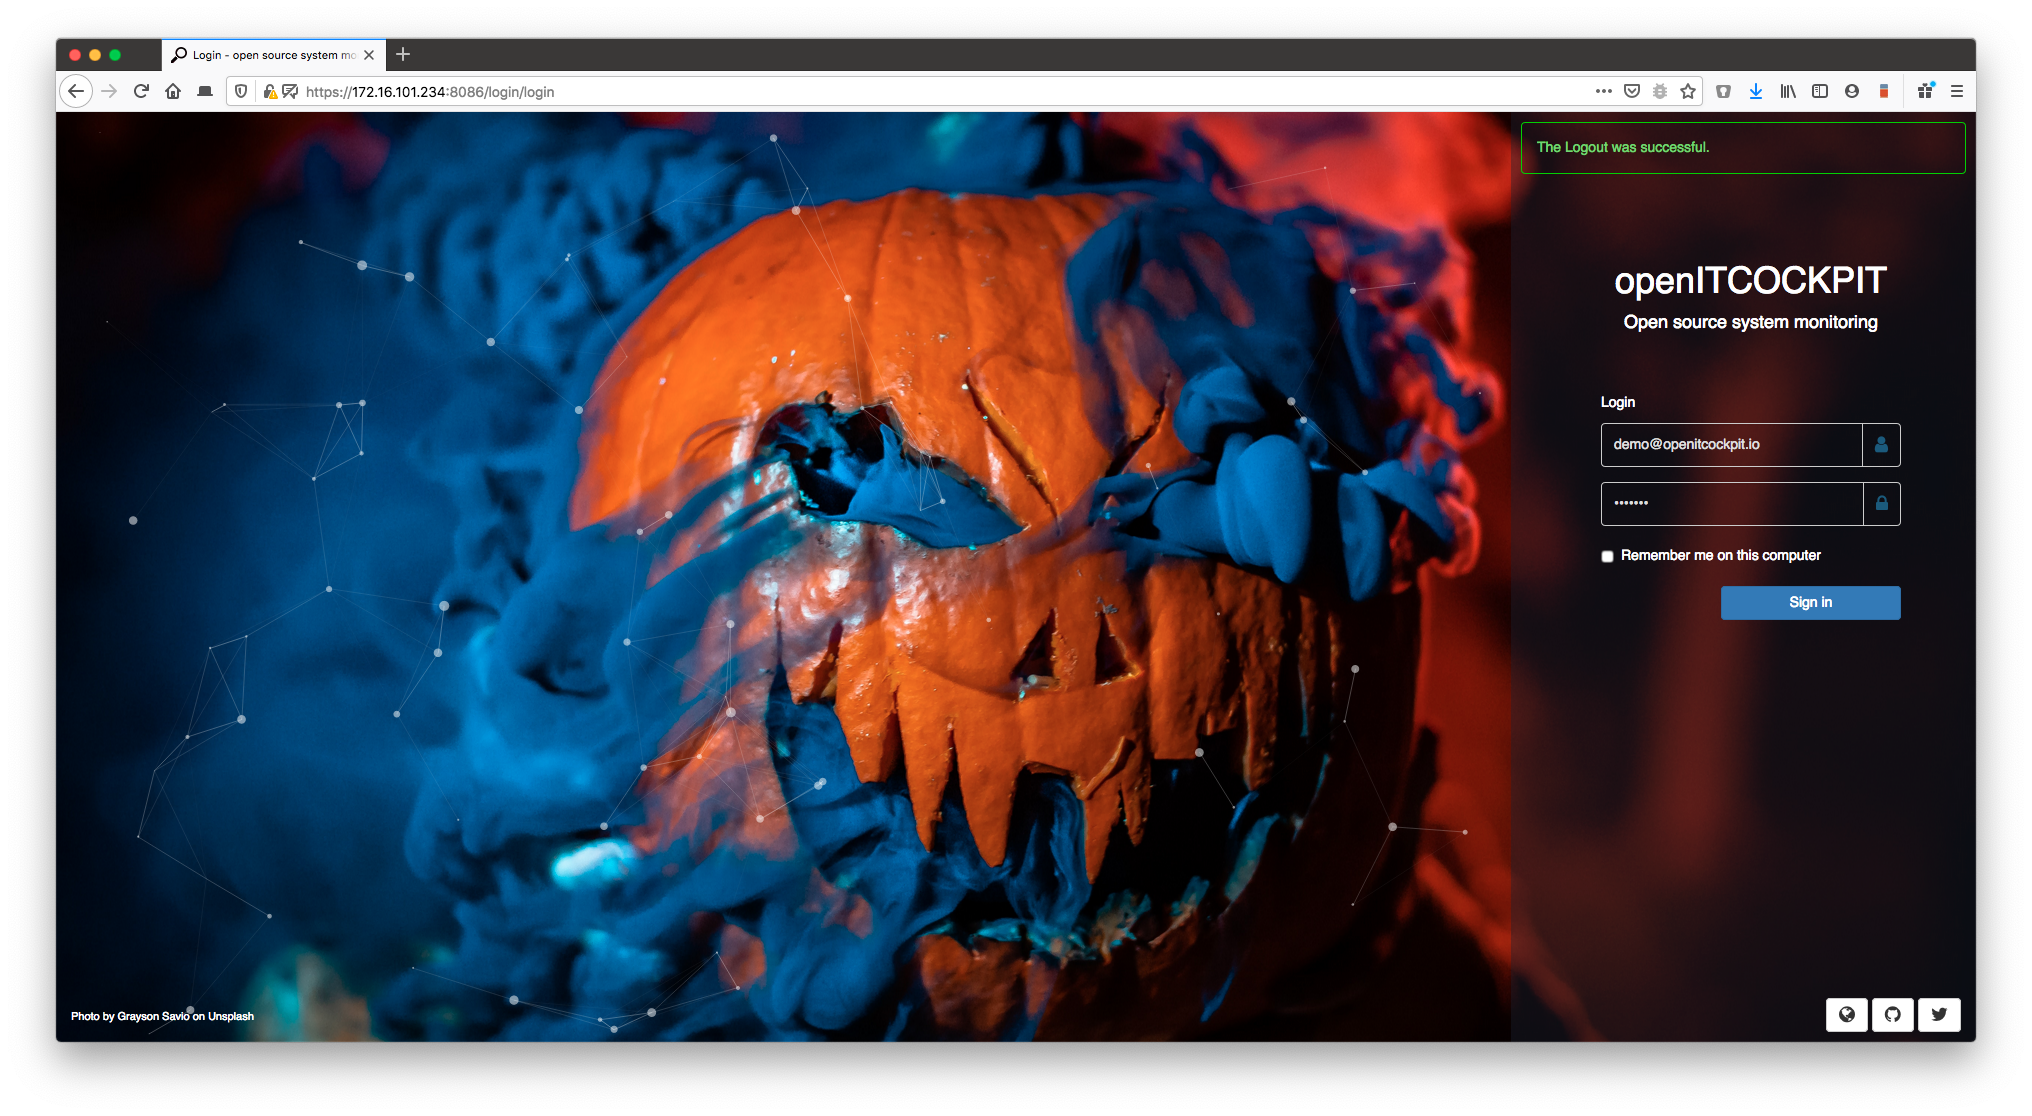 Login - open source system mo
https://172.16.101.234:8086/login/login
The Logout was successful.
openITCOCKPIT
Open source system monitoring
Login
demo@openitcockpit.io
•••••••
Remember me on this computer
Sign in
Photo by Grayson Savio on Unsplash